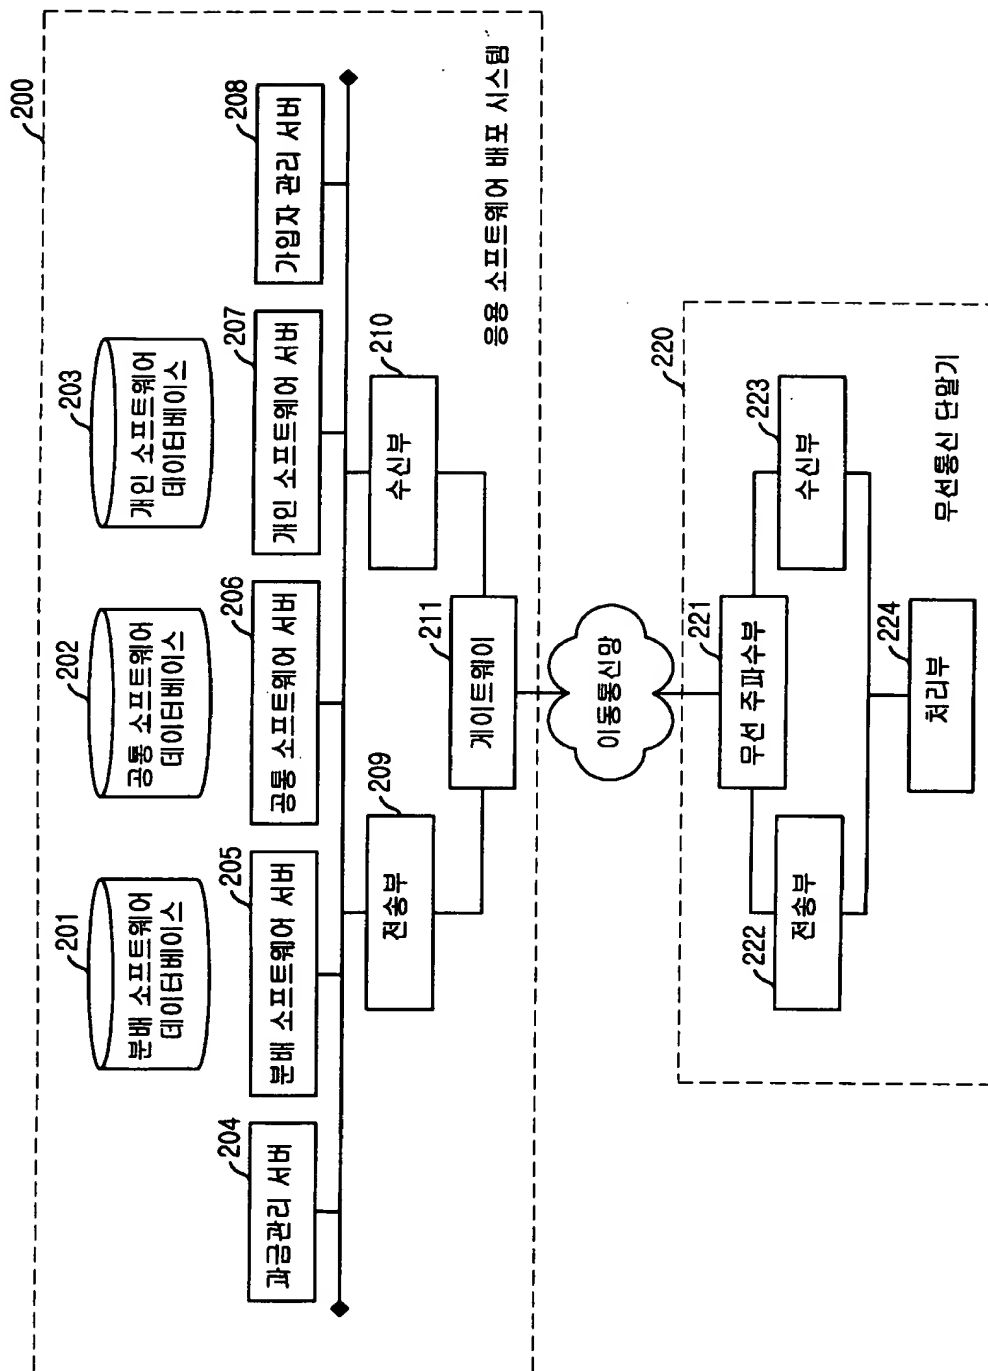 200
201
분배 소프트웨어
데이터베이스
202
공통 소프트웨어
데이터베이스
203
개인 소프트웨어
데이터베이스
204
과금관리 서버
205
분배 소프트웨어 서버
206
공통 소프트웨어 서버
207
개인 소프트웨어 서버
208
가입자 관리 서버
209
전송부
210
수신부
211
게이트웨이
응용 소프트웨어 배포 시스템
이동통신망
220
221
무선 주파수부
222
전송부
223
수신부
224
처리부
무선통신 단말기